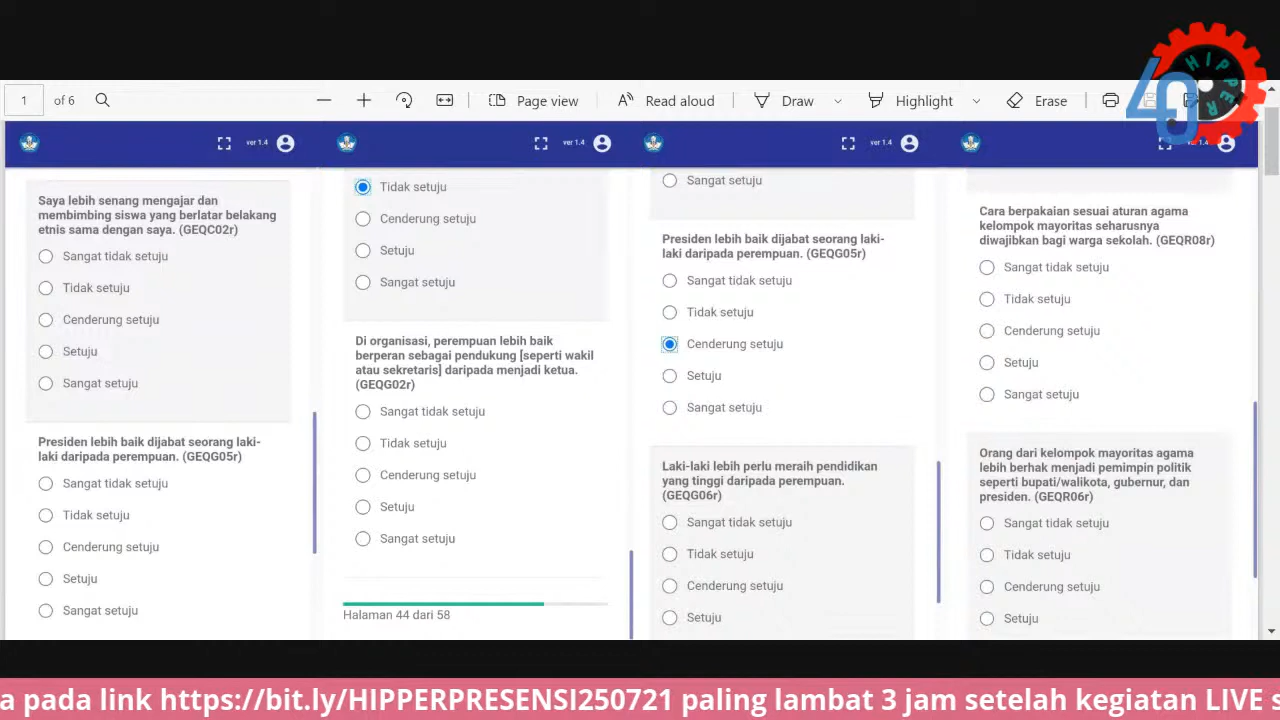 40 HIPPER
1 of 6 Page view Read aloud Draw Highlight Erase
ver 1.4
ver 1.4
ver 1.4
1.4
Saya lebih senang mengajar dan
membimbing siswa yang berlatar belakang
etnis sama dengan saya. (GEQC02r)
Sangat tidak setuju
Tidak setuju
Cenderung setuju
Setuju
Sangat setuju
Presiden lebih baik dijabat seorang laki-
laki daripada perempuan. (GEQG05r)
Sangat tidak setuju
Tidak setuju
Cenderung setuju
Setuju
Sangat setuju
Tidak setuju
Cenderung setuju
Setuju
Sangat setuju
Di organisasi, perempuan lebih baik
berperan sebagai pendukung [seperti wakil
atau sekretaris] daripada menjadi ketua.
(GEQG02r)
Sangat tidak setuju
Tidak setuju
Cenderung setuju
Setuju
Sangat setuju
Halaman 44 dari 58
Sangat setuju
Presiden lebih baik dijabat seorang laki-
laki daripada perempuan. (GEQG05r)
Sangat tidak setuju
Tidak setuju
Cenderung setuju
Setuju
Sangat setuju
Laki-laki lebih perlu meraih pendidikan
yang tinggi daripada perempuan.
(GEQG06r)
Sangat tidak setuju
Tidak setuju
Cenderung setuju
Setuju
Cara berpakaian sesuai aturan agama
kelompok mayoritas seharusnya
diwajibkan bagi warga sekolah. (GEQR08r)
Sangat tidak setuju
Tidak setuju
Cenderung setuju
Setuju
Sangat setuju
Orang dari kelompok mayoritas agama
lebih berhak menjadi pemimpin politik
seperti bupati/walikota, gubernur, dan
presiden. (GEQR06r)
Sangat tidak setuju
Tidak setuju
Cenderung setuju
Setuju
a pada link https://bit.ly/HIPPERPRESENSI250721 paling lambat 3 jam setelah kegiatan LIVE s